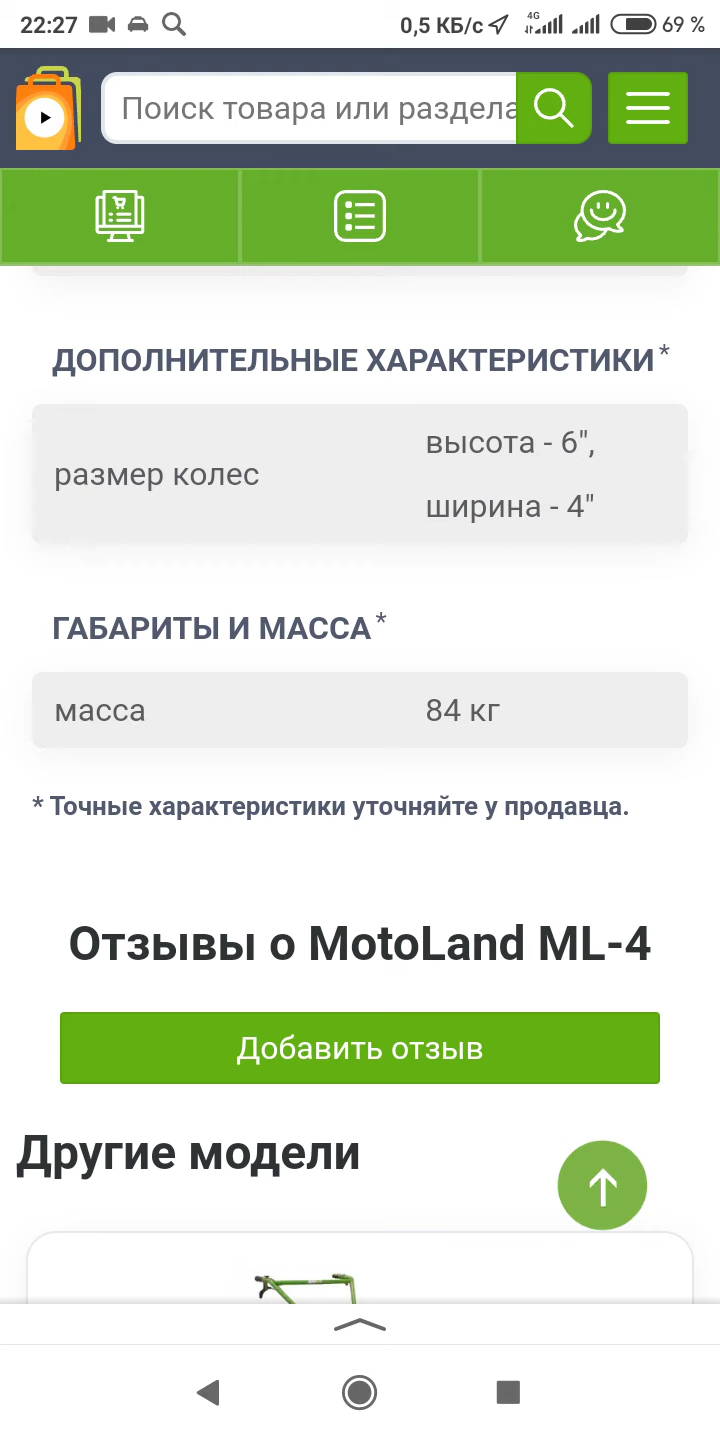 22:27 0,5 КБ/с 4G 69 %
Поиск товара или раздела
ДОПОЛНИТЕЛЬНЫЕ ХАРАКТЕРИСТИКИ*
размер колес
высота - 6",
ширина - 4"
ГАБАРИТЫ И МАССА*
масса 84 кг
* Точные характеристики уточняйте у продавца.
Отзывы о MotoLand ML-4
Добавить отзыв
Другие модели